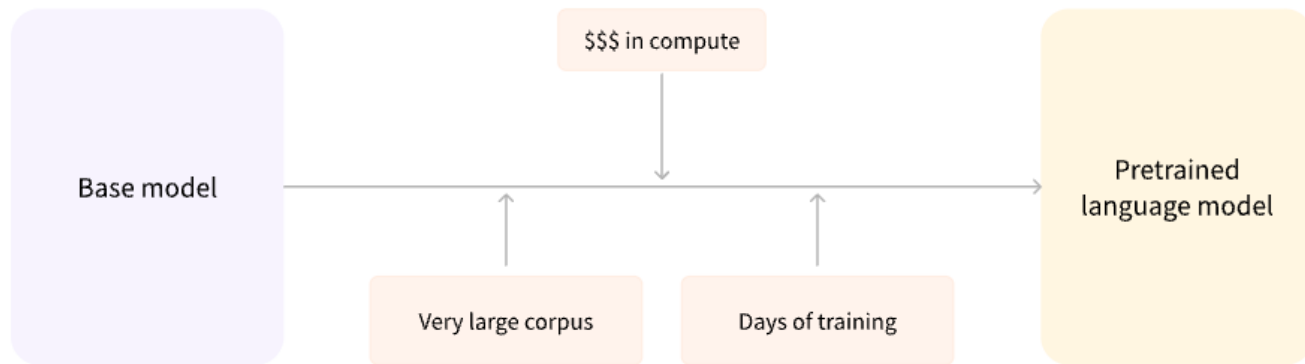 $$$ in compute
Base model
Pretrained
language model
Very large corpus
Days of training